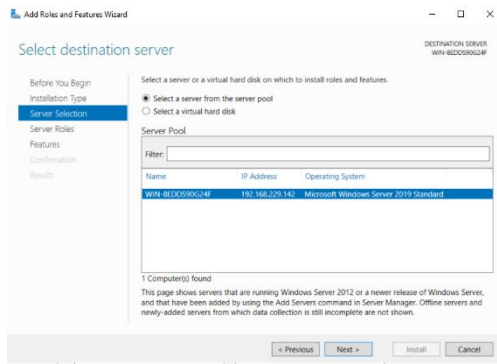 Add Roles and Features Wizard
Select destination server
DESTINATION SERVER
WIN-8EDDS90G24F
Before You Begin
Installation Type
Server Selection
Server Roles
Features
Confirmation
Results
Select a server or a virtual hard disk on which to install roles and features.
Select a server from the server pool
Select a virtual hard disk
Server Pool
Filter:
Name IP Address Operating System
WIN-8EDDS90G24F 192.168.229.142 Microsoft Windows Server 2019 Standard
1 Computer(s) found
This page shows servers that are running Windows Server 2012 or a newer release of Windows Server,
and that have been added by using the Add Servers command in Server Manager. Offline servers and
newly-added servers from which data collection is still incomplete are not shown.
< Previous Next > Install Cancel